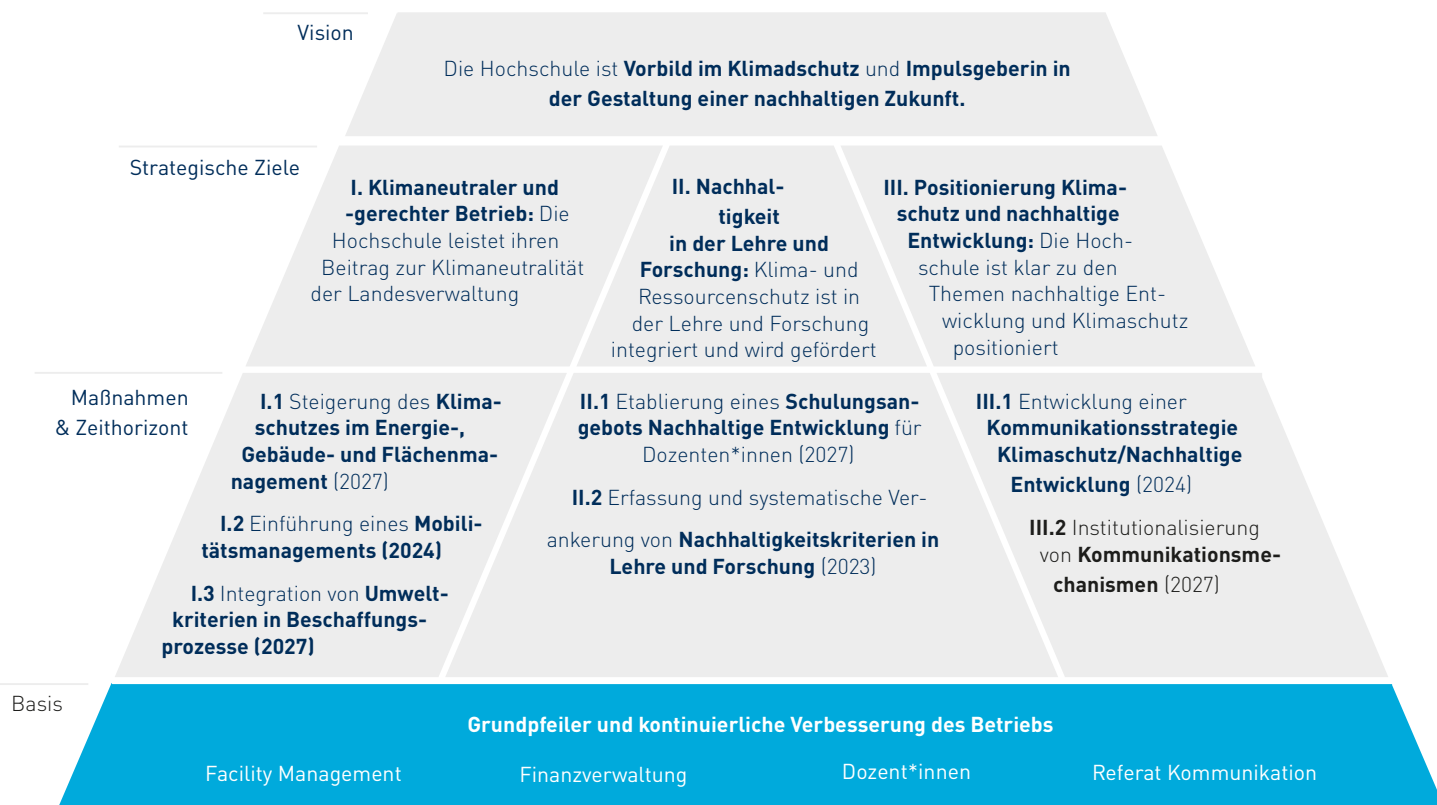 Vision
Die Hochschule ist Vorbild im Klimadschutz und Impulsgeberin in
der Gestaltung einer nachhaltigen Zukunft.
Strategische Ziele
I. Klimaneutraler und
-gerechter Betrieb: Die
Hochschule leistet ihren
Beitrag zur Klimaneutralität
der Landesverwaltung
II. Nachhal-
tigkeit
in der Lehre und
Forschung: Klima- und
Ressourcenschutz ist in
der Lehre und Forschung
integriert und wird gefördert
III. Positionierung Klima-
schutz und nachhaltige
Entwicklung: Die Hoch-
schule ist klar zu den
Themen nachhaltige Ent-
wicklung und Klimaschutz
positioniert
Maßnahmen
& Zeithorizont
I.1 Steigerung des Klima-
schutzes im Energie-,
Gebäude- und Flächenma-
nagement (2027)
I.2 Einführung eines Mobili-
tätsmanagements (2024)
I.3 Integration von Umwelt-
kriterien in Beschaffungs-
prozesse (2027)
II.1 Etablierung eines Schulungsan-
gebots Nachhaltige Entwicklung für
Dozenten*innen (2027)
II.2 Erfassung und systematische Ver-
ankerung von Nachhaltigkeitskriterien in
Lehre und Forschung (2023)
III.1 Entwicklung einer
Kommunikationsstrategie
Klimaschutz/Nachhaltige
Entwicklung (2024)
III.2 Institutionalisierung
von Kommunikationsme-
chanismen (2027)
Basis
Grundpfeiler und kontinuierliche Verbesserung des Betriebs
Facility Management
Finanzverwaltung
Dozent*innen
Referat Kommunikation